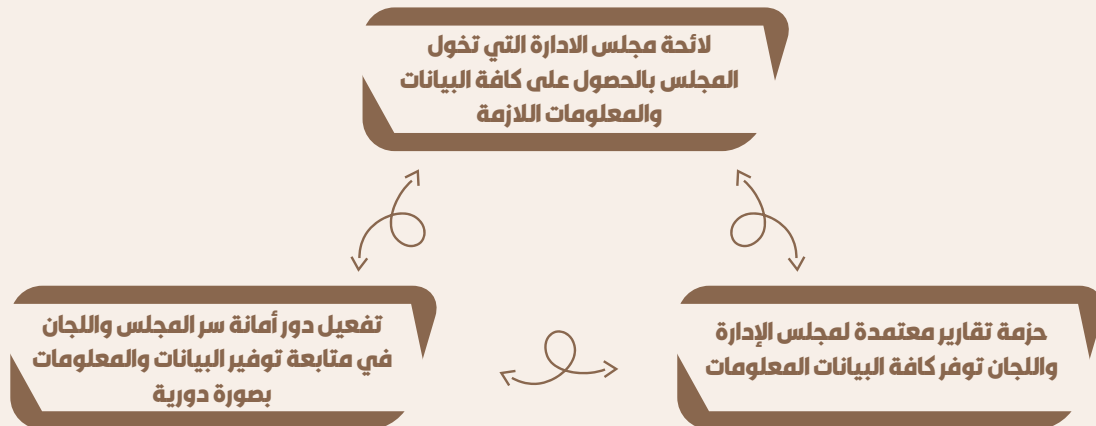 لائحة مجلس الادارة التي تخول
المجلس بالحصول على كافة البيانات
والمعلومات اللازمة
حزمة تقارير معتمدة لمجلس الإدارة
واللجان توفر كافة البيانات المعلومات
تفعيل دور أمانة سر المجلس واللجان
في متابعة توفير البيانات والمعلومات
بصورة دورية